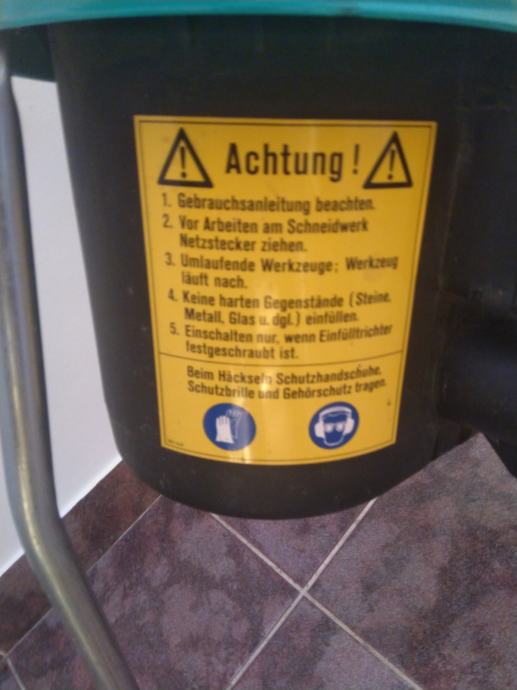 Achtung!
1. Gebrauchsanleitung beachten.
2. Vor Arbeiten am Schneidwerk
Netzstecker ziehen.
3. Umlaufende Werkzeuge; Werkzeug
läuft nach.
4. Keine harten Gegenstände (Steine,
Metall, Glas u. dgl.) einfüllen.
5. Einschalten nur, wenn Einfülltrichter
festgeschraubt ist.
Beim Häckseln Schutzhandschuhe,
Schutzbrille und Gehörschutz tragen.